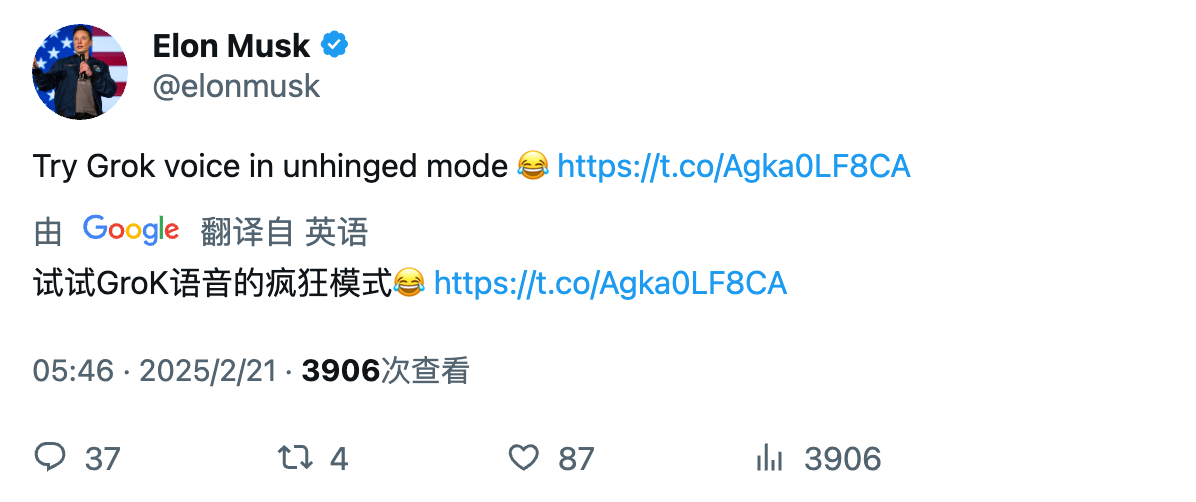 Elon Musk
@elonmusk
Try Grok voice in unhinged mode 😂 https://t.co/Agka0LF8CA
由 Google 翻译自 英语
试试GroK语音的疯狂模式😂 https://t.co/Agka0LF8CA
05:46 · 2025/2/21 · 3906次查看
37 4 87 3906